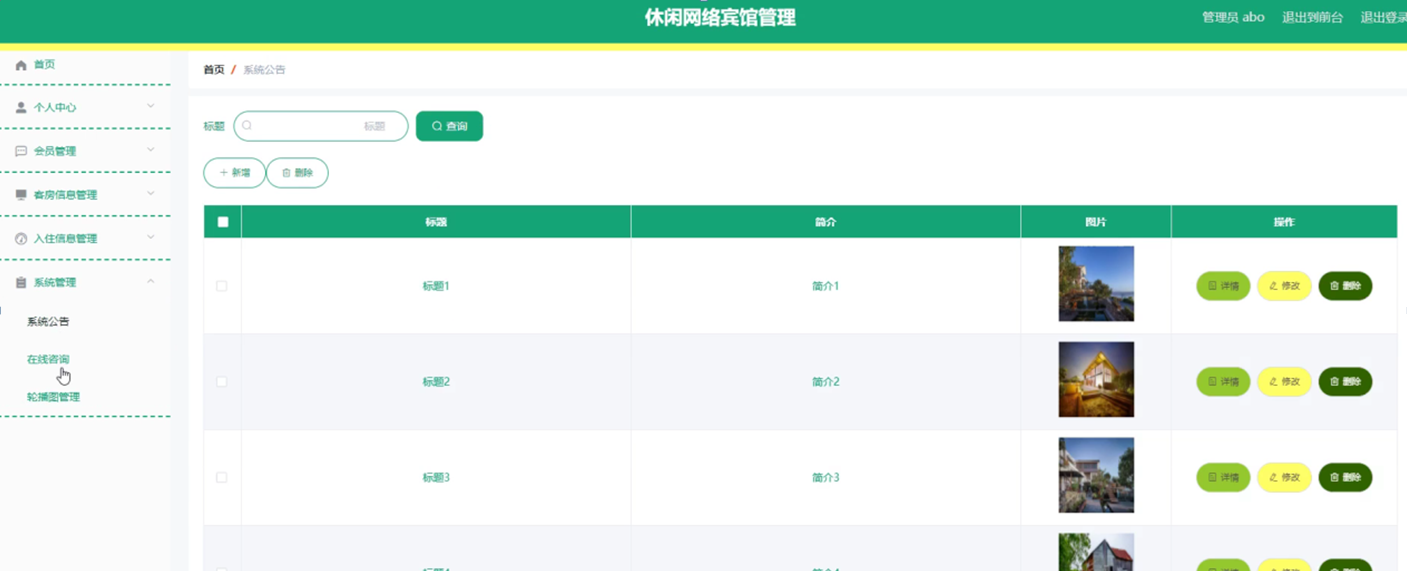 休闲网络宾馆管理
管理员 abo 退出到前台 退出登录
首页
个人中心
会员管理
客房信息管理
入住信息管理
系统管理
系统公告
在线咨询
轮播图管理
首页 / 系统公告
标题 标题 查询
新增 删除
标题 简介 图片 操作
标题1 简介1 详情 修改 删除
标题2 简介2 详情 修改 删除
标题3 简介3 详情 修改 删除